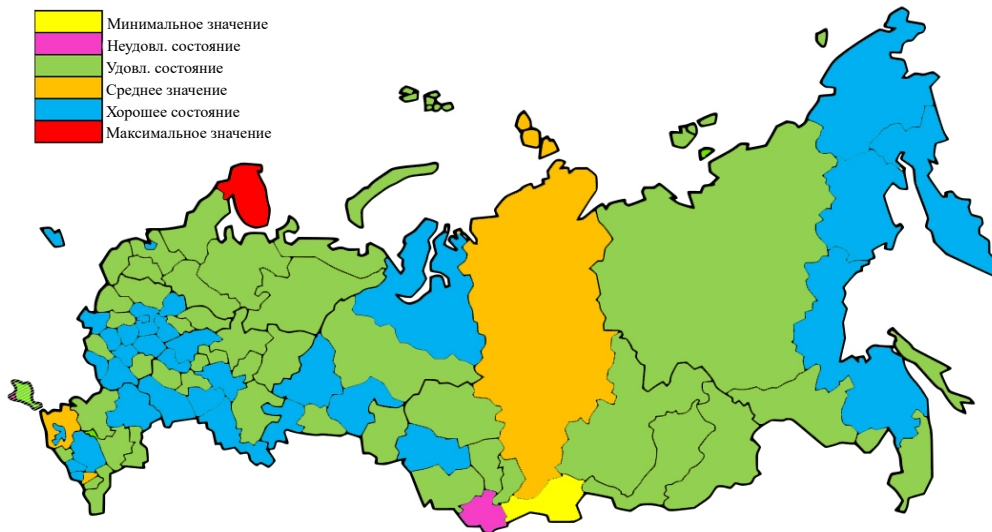 Минимальное значение
Неудовл. состояние
Удовл. состояние
Среднее значение
Хорошее состояние
Максимальное значение